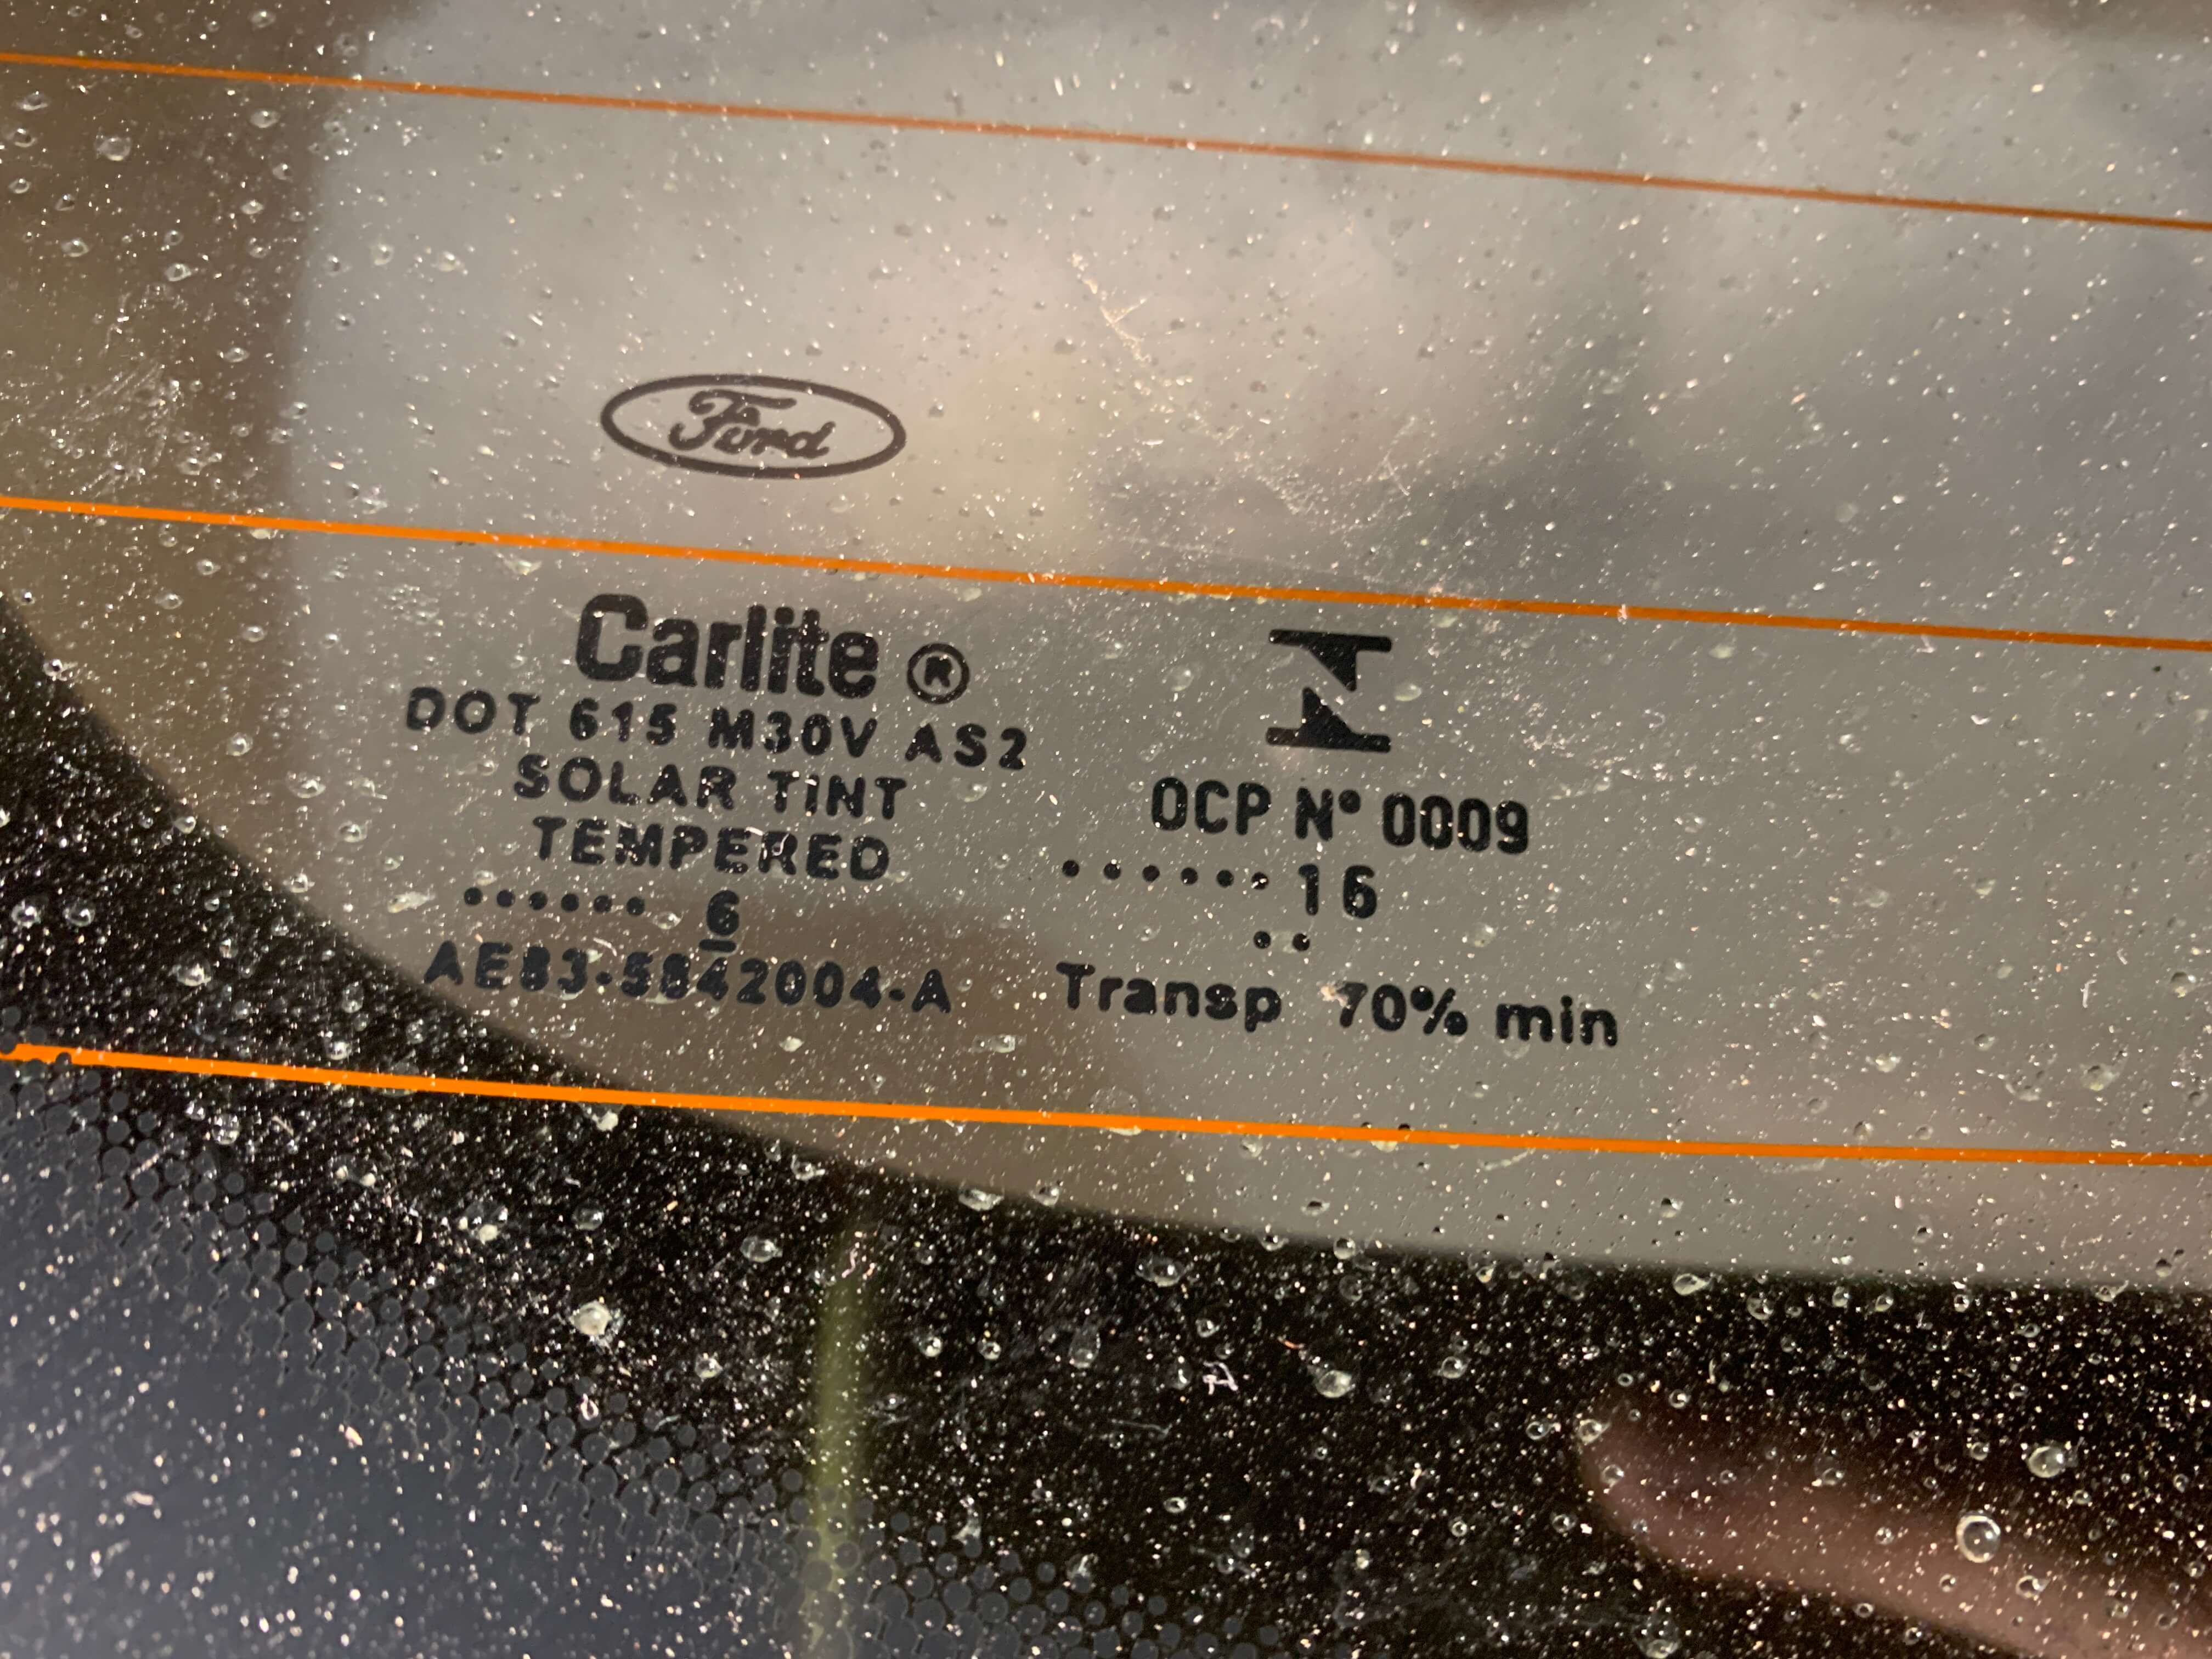 Ford
Carlite ®
DOT 615 M30V AS2
SOLAR TINT
TEMPERED
...... 6
AE83-5842004-A
OCP N° 0009
...... 16
..
Transp 70% min